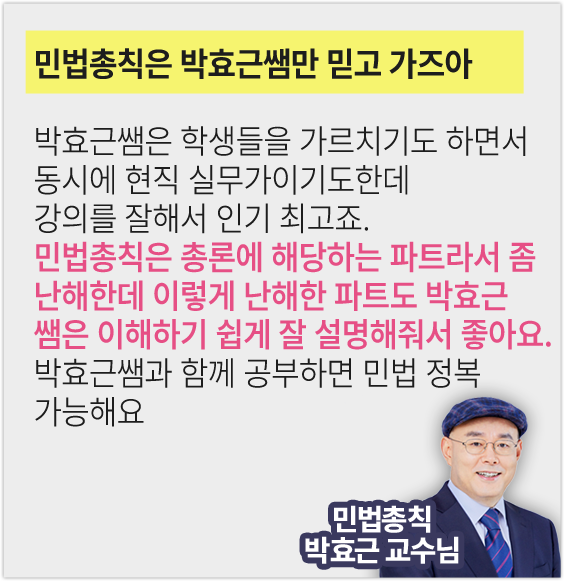 민법총칙은 박효근쌤만 믿고 가즈아
박효근쌤은 학생들을 가르치기도 하면서
동시에 현직 실무가이기도한데
강의를 잘해서 인기 최고죠.
민법총칙은 총론에 해당하는 파트라서 좀
난해한데 이렇게 난해한 파트도 박효근
쌤은 이해하기 쉽게 잘 설명해줘서 좋아요.
박효근쌤과 함께 공부하면 민법 정복
가능해요
민법총칙
박효근 교수님